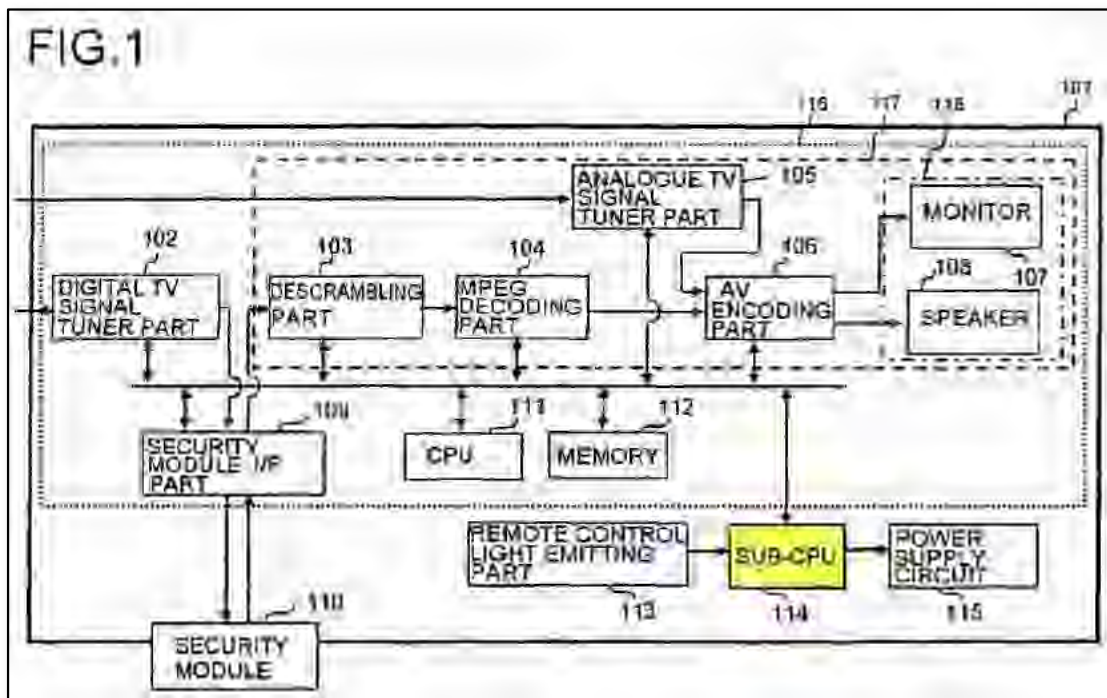 FIG.1
101
116
117
118
ANALOGUE TV
SIGNAL
TUNER PART
105
MONITOR
107
102
DIGITAL TV
SIGNAL
TUNER PART
103
DESCRAMBLING
PART
104
MPEG
DECODING
PART
106
AV
ENCODING
PART
108
SPEAKER
109
SECURITY
MODULE I/F
PART
111
CPU
112
MEMORY
REMOTE CONTROL
LIGHT EMITTING
PART
113
SUB-CPU
114
POWER
SUPPLY
CIRCUIT
115
110
SECURITY
MODULE